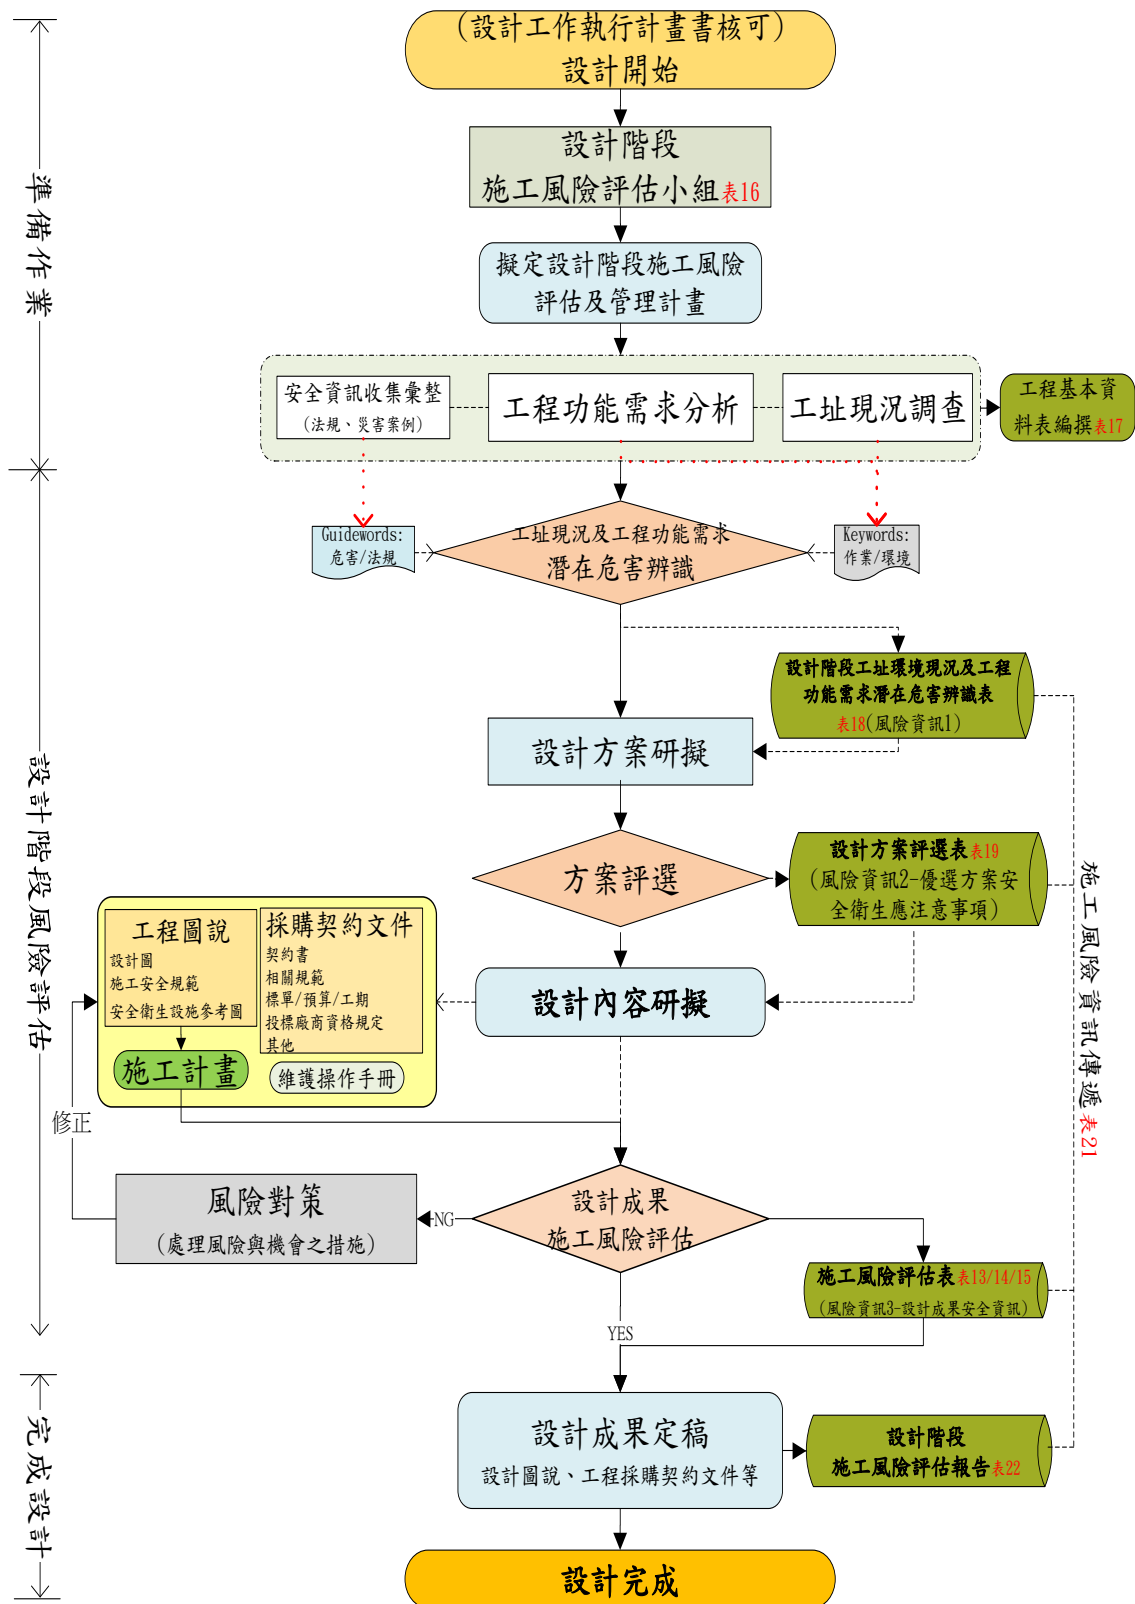 （設計工作執行計畫書核可）
設計開始
設計階段
施工風險評估小組表16
擬定設計階段施工風險
評估及管理計畫
準備作業
安全資訊收集彙整
(法規、災害案例)
工程功能需求分析
工址現況調查
工程基本資
料表編撰表17
Guidewords:
危害/法規
工址現況及工程功能需求
潛在危害辨識
Keywords:
作業/環境
設計階段工址環境現況及工程
功能需求潛在危害辨識表
表18(風險資訊1)
設計方案研擬
設計階段風險評估
方案評選
設計方案評選表表19
(風險資訊2-優選方案安
全衛生應注意事項)
施工風險資訊傳遞表21
工程圖說
設計圖
施工安全規範
安全衛生設施參考圖
施工計畫
採購契約文件
契約書
相關規範
標單/預算/工期
投標廠商資格規定
其他
維護操作手冊
設計內容研擬
修正
風險對策
(處理風險與機會之措施)
NG
設計成果
施工風險評估
施工風險評估表表13/14/15
(風險資訊3-設計成果安全資訊)
YES
完成設計
設計成果定稿
設計圖說、工程採購契約文件等
設計階段
施工風險評估報告表22
設計完成